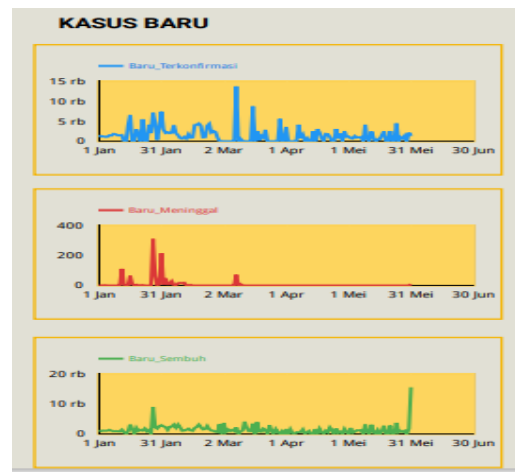 KASUS BARU
Baru_Terkonfirmasi
15 rb
10 rb
5 rb
0
1 Jan 31 Jan 2 Mar 1 Apr 1 Mei 31 Mei 30 Jun
Baru_Meninggal
400
200
0
1 Jan 31 Jan 2 Mar 1 Apr 1 Mei 31 Mei 30 Jun
Baru_Sembuh
20 rb
10 rb
0
1 Jan 31 Jan 2 Mar 1 Apr 1 Mei 31 Mei 30 Jun